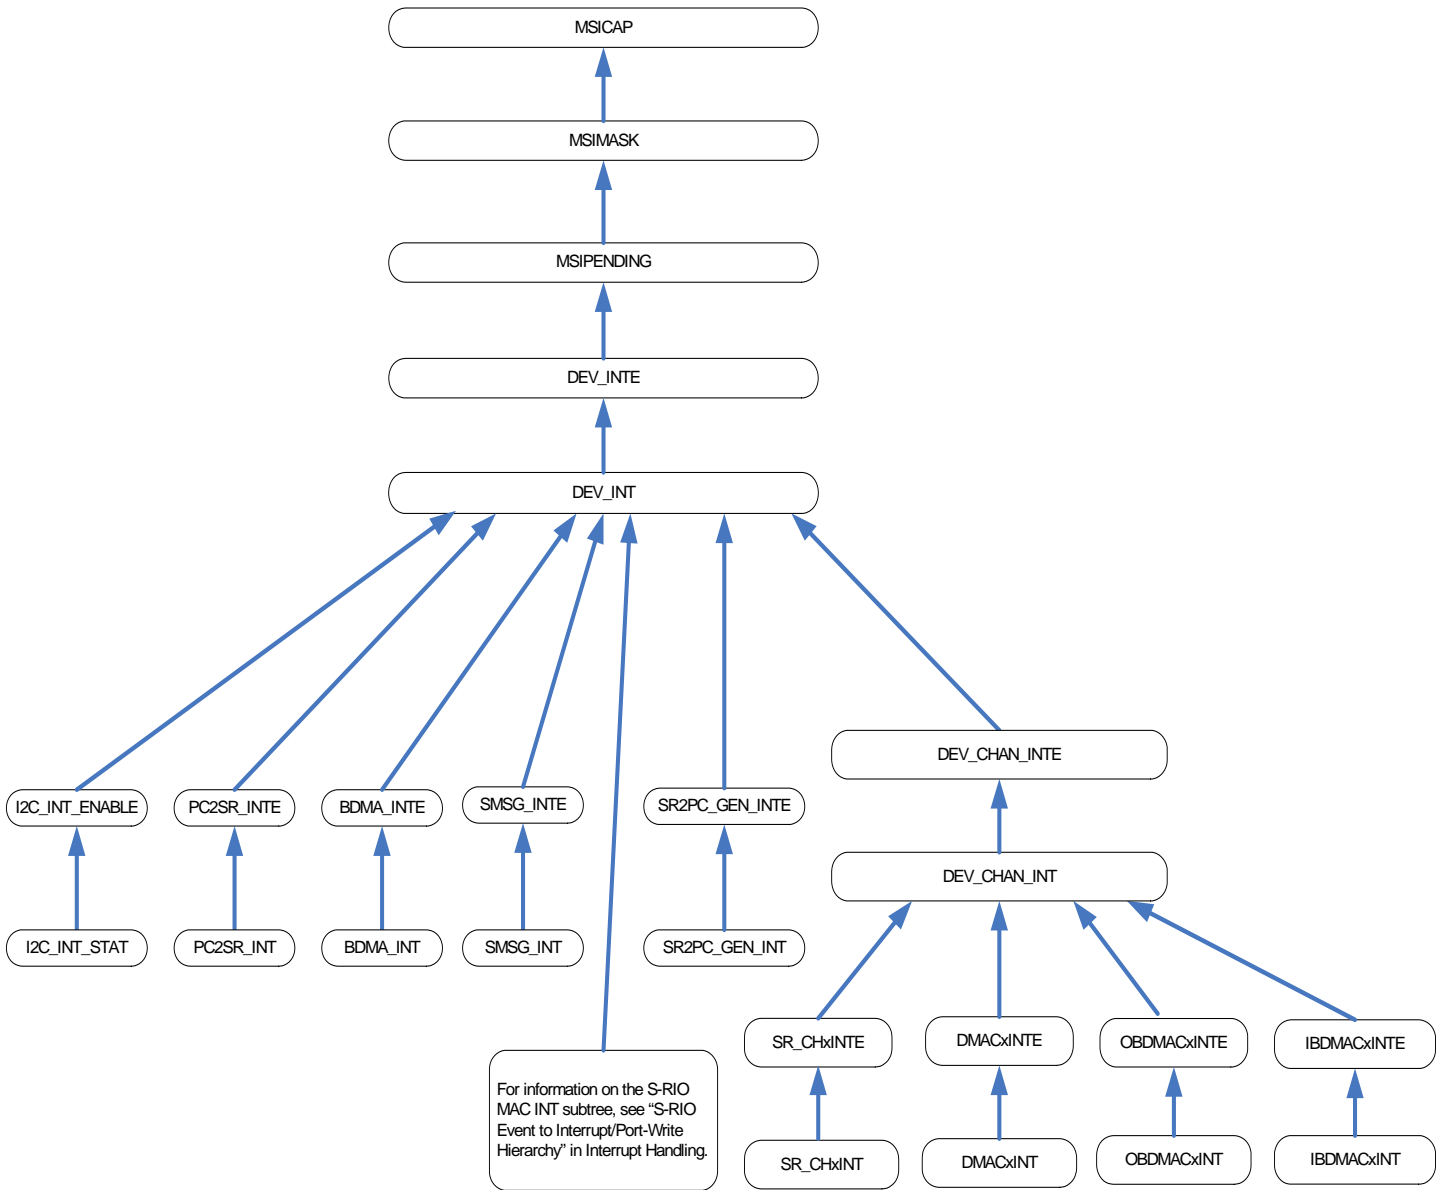 MSICAP
MSIMASK
MSIPENDING
DEV_INTE
DEV_INT
DEV_CHAN_INTE
I2C_INT_ENABLE
PC2SR_INTE
BDMA_INTE
SMSG_INTE
SR2PC_GEN_INTE
DEV_CHAN_INT
I2C_INT_STAT
PC2SR_INT
BDMA_INT
SMSG_INT
SR2PC_GEN_INT
SR_CHxINTE
DMACxINTE
OBDMACxINTE
IBDMACxINTE
For information on the S-RIO
MAC INT subtree, see “S-RIO
Event to Interrupt/Port-Write
Hierarchy” in Interrupt Handling.
SR_CHxINT
DMACxINT
OBDMACxINT
IBDMACxINT